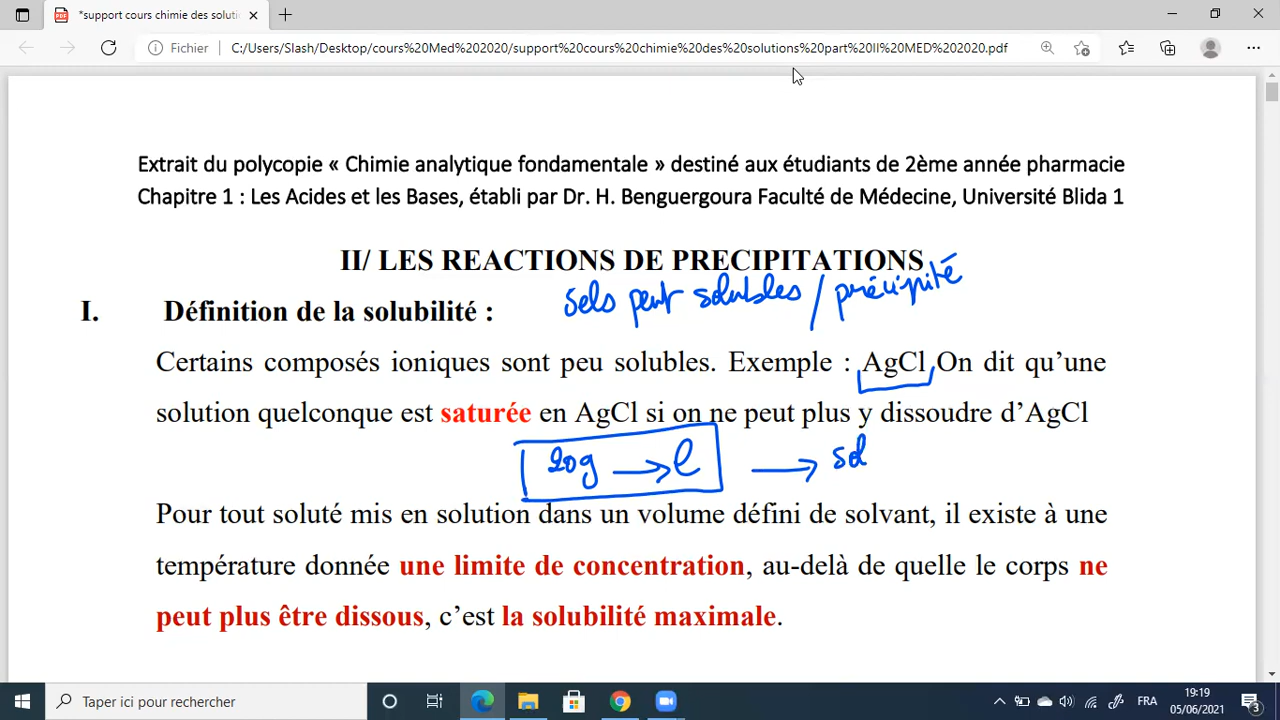 *support cours chimie des soluti
Fichier C:/Users/Slash/Desktop/cours%20Med%202020/support%20cours%20chimie%20des%20solutions%20part%20II%20MED%202020.pdf
Extrait du polycopie « Chimie analytique fondamentale » destiné aux étudiants de 2ème année pharmacie
Chapitre 1 : Les Acides et les Bases, établi par Dr. H. Benguergoura Faculté de Médecine, Université Blida 1
II/ LES REACTIONS DE PRECIPITATIONS
sels peut solubles / précipité
I. Définition de la solubilité :
Certains composés ioniques sont peu solubles. Exemple : AgCl On dit qu’une
solution quelconque est saturée en AgCl si on ne peut plus y dissoudre d’AgCl
20g → l → sol
Pour tout soluté mis en solution dans un volume défini de solvant, il existe à une
température donnée une limite de concentration, au-delà de quelle le corps ne
peut plus être dissous, c’est la solubilité maximale.
Taper ici pour rechercher
FRA
19:19
05/06/2021
3